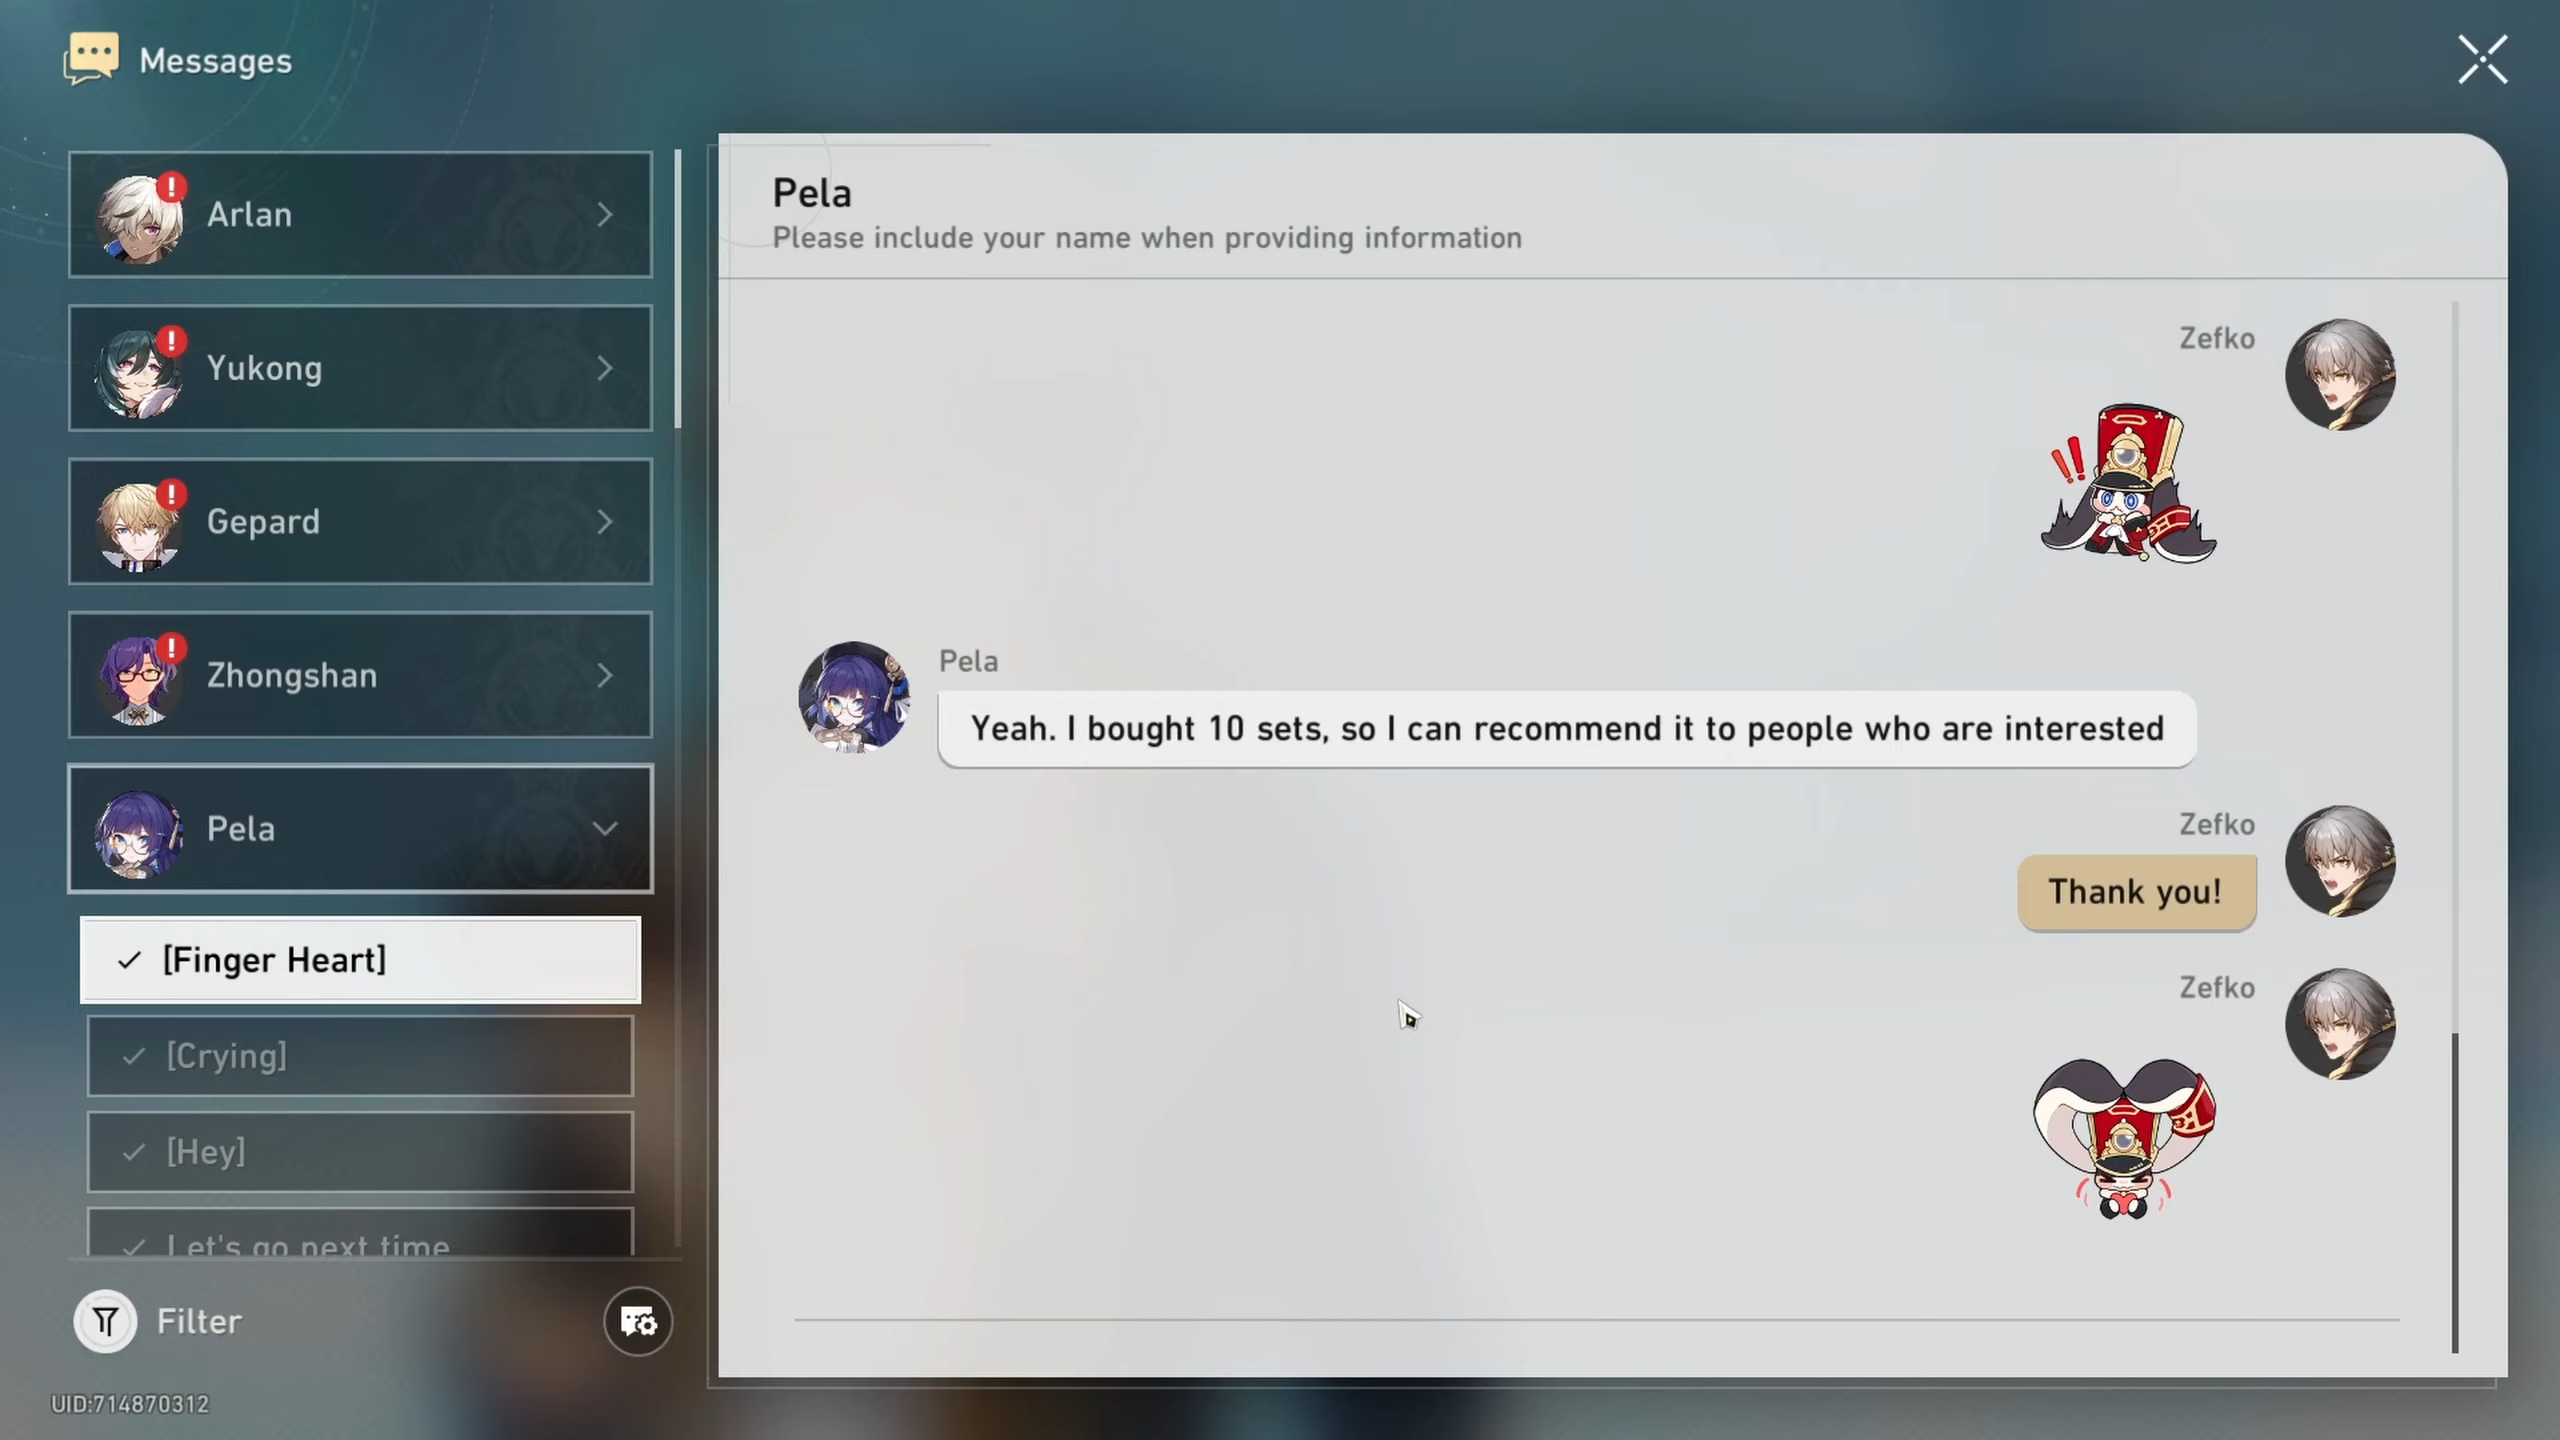 Messages
Arlan
Yukong
Gepard
Zhongshan
Pela
[Finger Heart]
[Crying]
[Hey]
Let's go next time
Filter
UID:714870312
Pela
Please include your name when providing information
Zefko
Pela
Yeah. I bought 10 sets, so I can recommend it to people who are interested
Zefko
Thank you!
Zefko